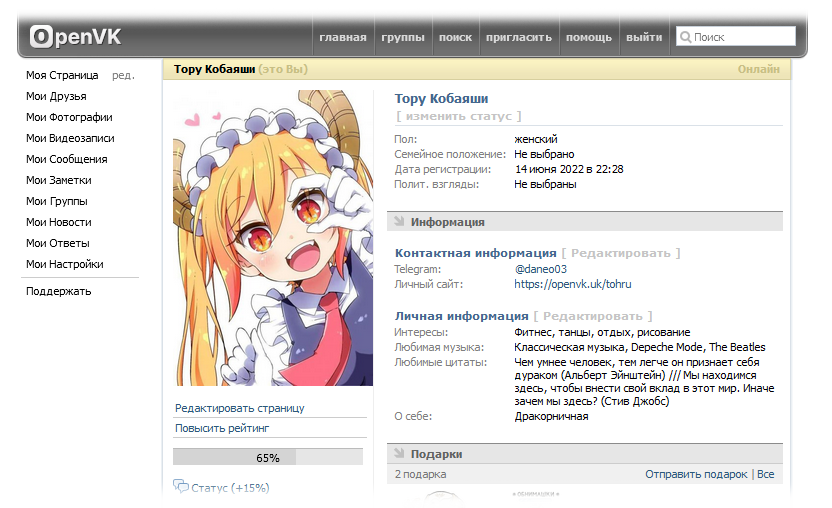 OpenVK
главная
группы
поиск
пригласить
помощь
выйти
Поиск
Моя Страница ред.
Мои Друзья
Мои Фотографии
Мои Видеозаписи
Мои Сообщения
Мои Заметки
Мои Группы
Мои Новости
Мои Ответы
Мои Настройки
Поддержать
Тору Кобаяши (это Вы)
Онлайн
Редактировать страницу
Повысить рейтинг
65%
Статус (+15%)
Тору Кобаяши
[ изменить статус ]
Пол: женский
Семейное положение: Не выбрано
Дата регистрации: 14 июня 2022 в 22:28
Полит. взгляды: Не выбраны
Информация
Контактная информация [ Редактировать ]
Telegram: @daneo03
Личный сайт: https://openvk.uk/tohru
Личная информация [ Редактировать ]
Интересы: Фитнес, танцы, отдых, рисование
Любимая музыка: Классическая музыка, Depeche Mode, The Beatles
Любимые цитаты: Чем умнее человек, тем легче он признает себя
дураком (Альберт Эйнштейн) /// Мы находимся
здесь, чтобы внести свой вклад в этот мир. Иначе
зачем мы здесь? (Стив Джобс)
О себе: Дракорничная
Подарки
2 подарка
Отправить подарок | Все